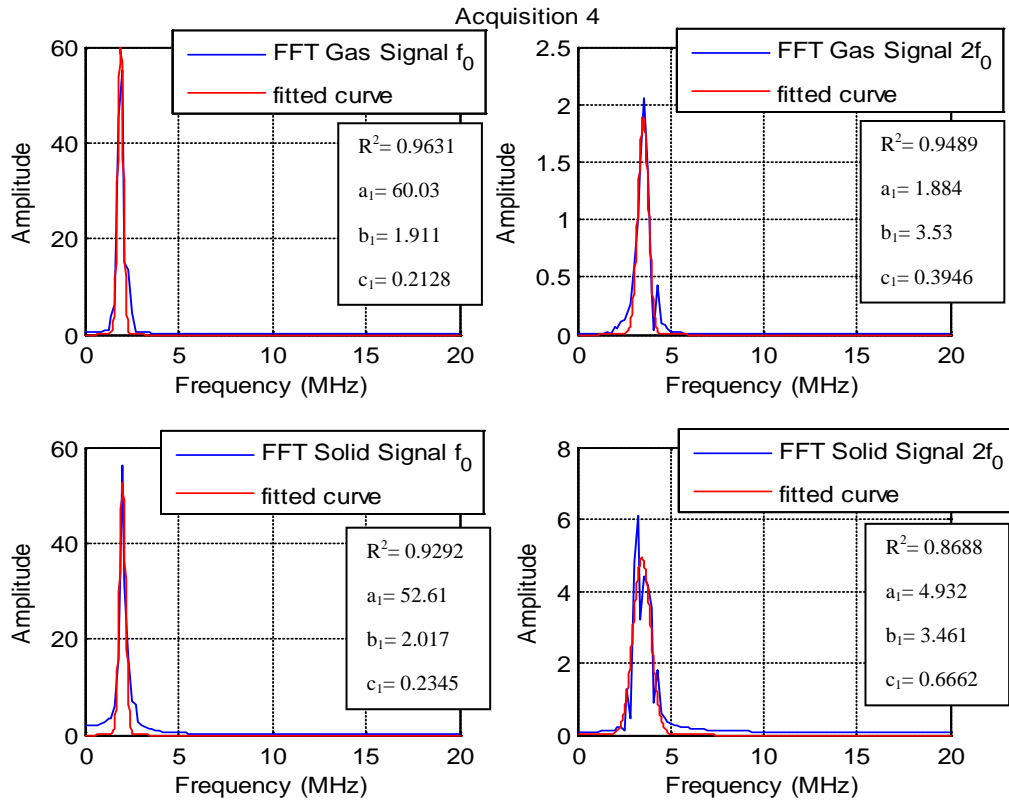 Acquisition 4
FFT Gas Signal f₀
fitted curve
R²= 0.9631
a₁= 60.03
b₁= 1.911
c₁= 0.2128
60
40
20
0
Amplitude
0 5 10 15 20
Frequency (MHz)
FFT Gas Signal 2f₀
fitted curve
R²= 0.9489
a₁= 1.884
b₁= 3.53
c₁= 0.3946
2.5
2
1.5
1
0.5
0
Amplitude
0 5 10 15 20
Frequency (MHz)
FFT Solid Signal f₀
fitted curve
R²= 0.9292
a₁= 52.61
b₁= 2.017
c₁= 0.2345
60
40
20
0
Amplitude
0 5 10 15 20
Frequency (MHz)
FFT Solid Signal 2f₀
fitted curve
R²= 0.8688
a₁= 4.932
b₁= 3.461
c₁= 0.6662
8
6
4
2
0
Amplitude
0 5 10 15 20
Frequency (MHz)